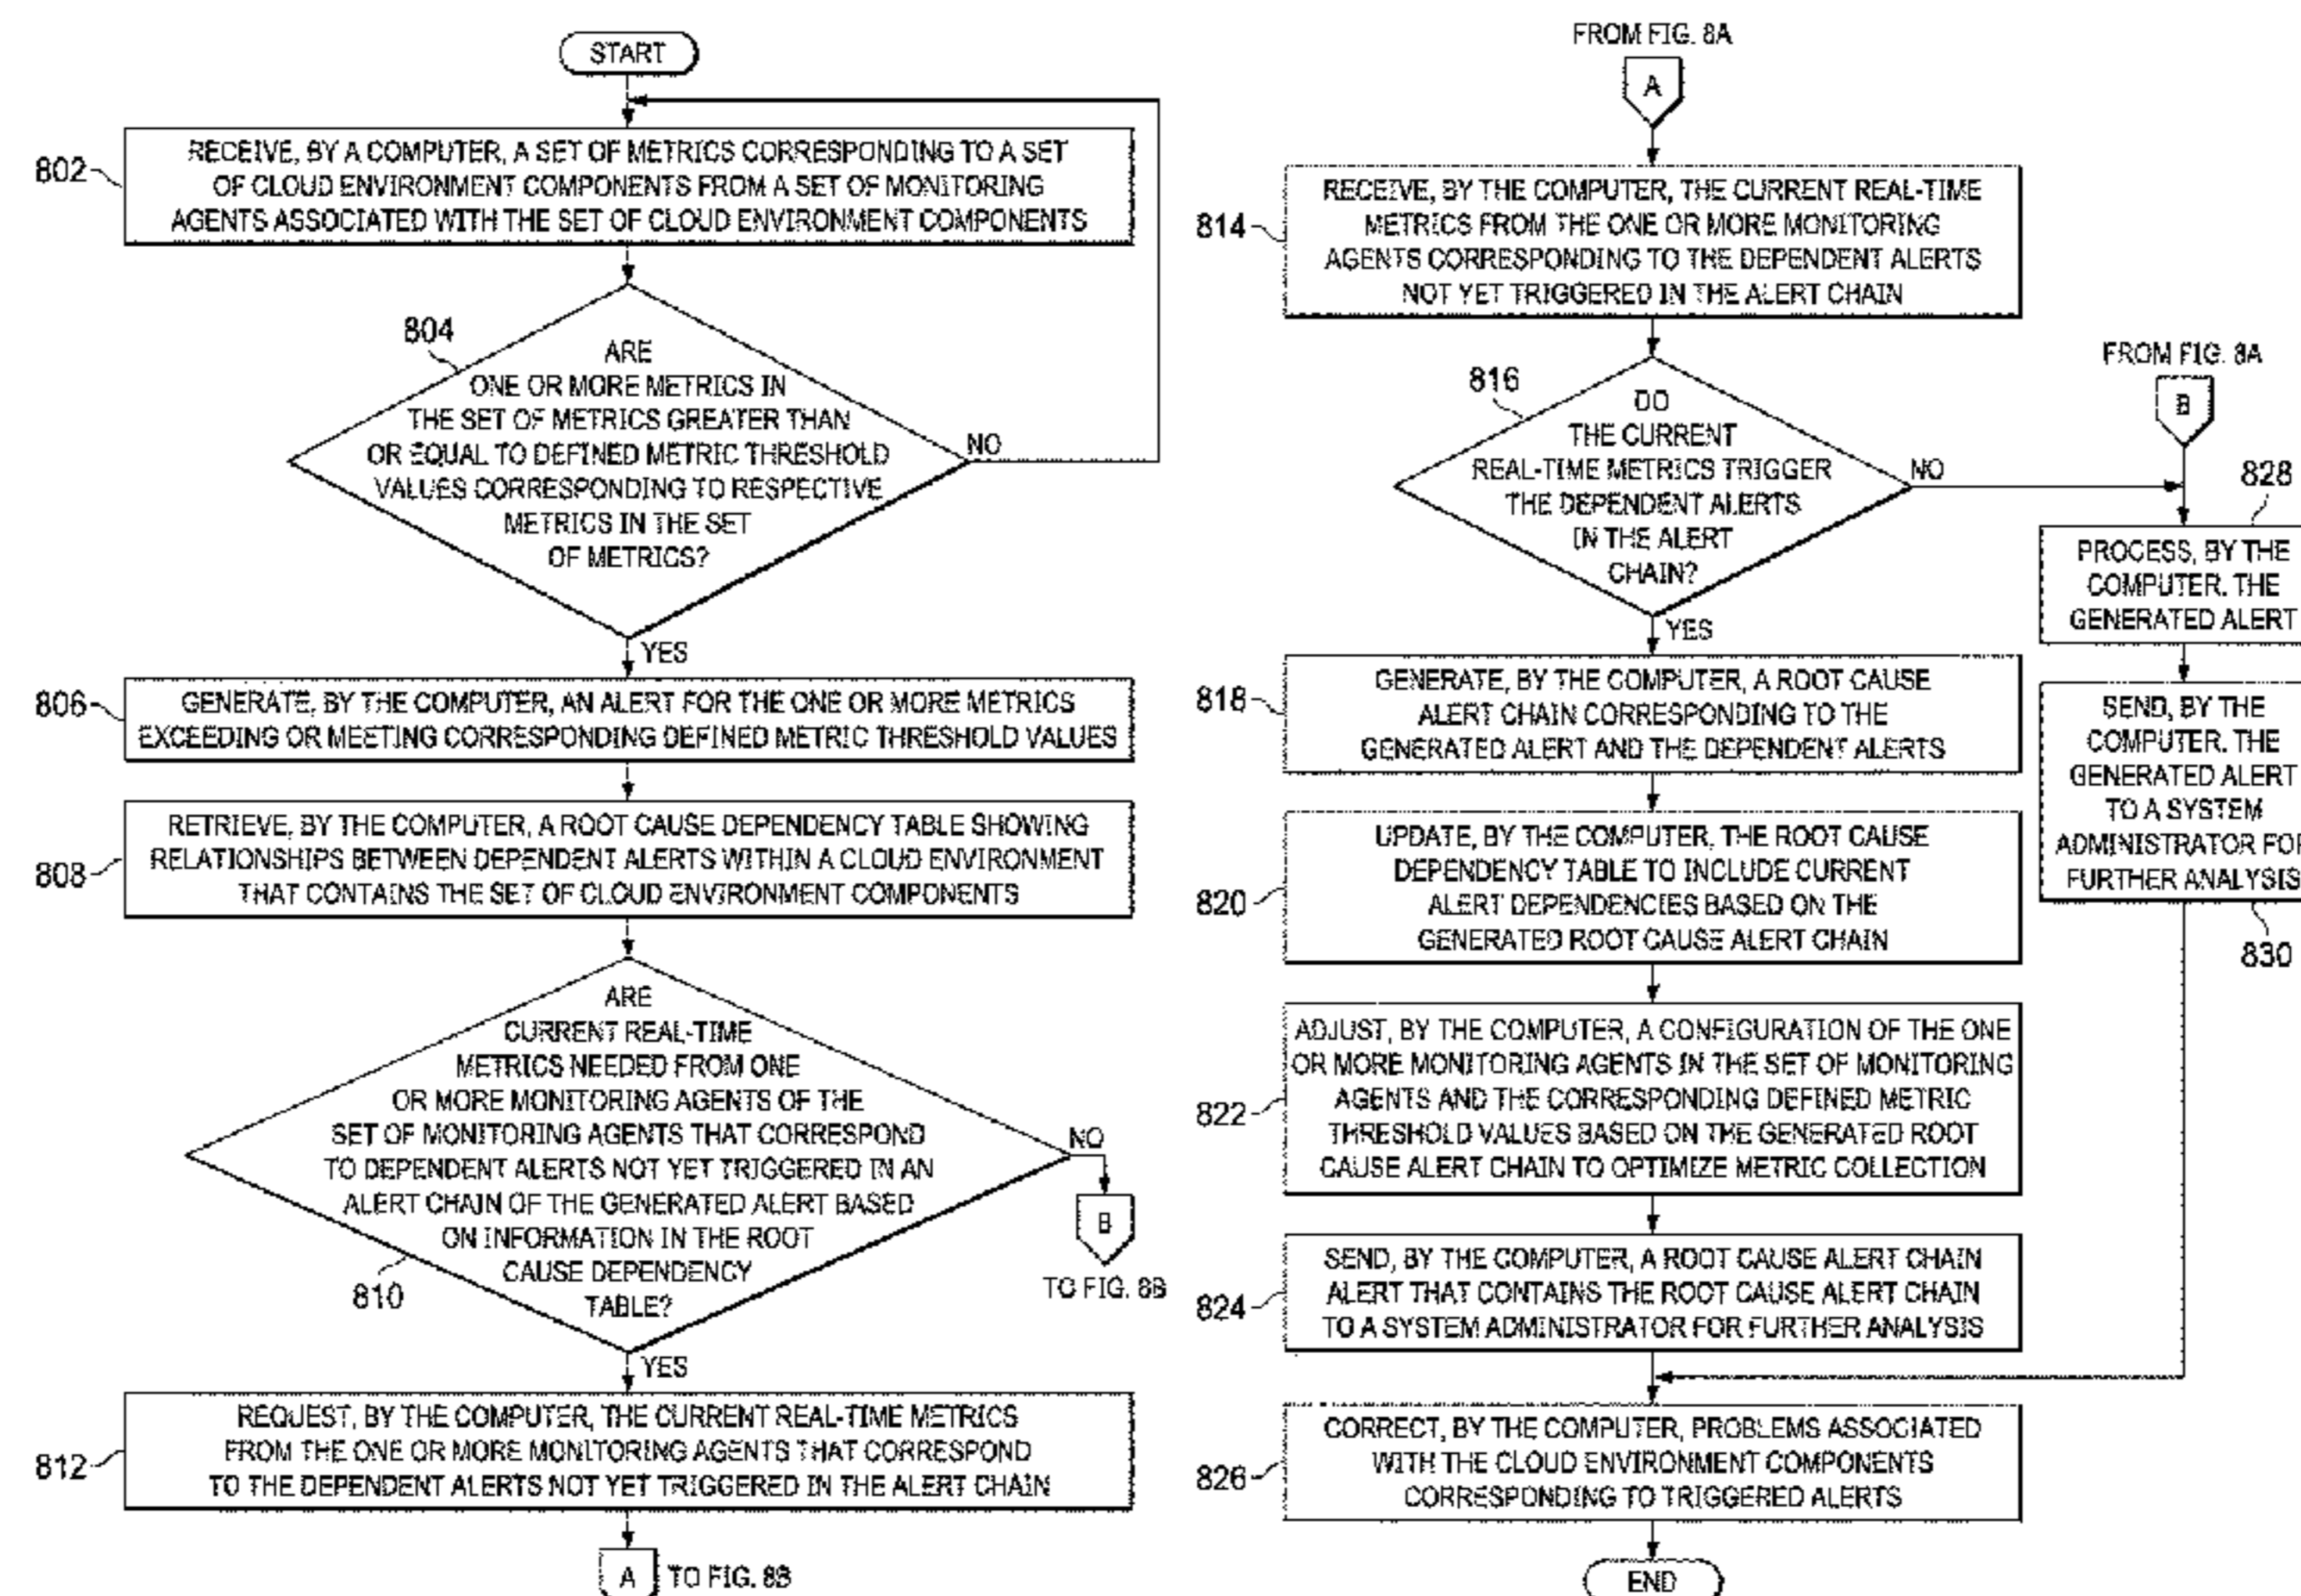 START
802
RECEIVE, BY A COMPUTER, A SET OF METRICS CORRESPONDING TO A SET
OF CLOUD ENVIRONMENT COMPONENTS FROM A SET OF MONITORING
AGENTS ASSOCIATED WITH THE SET OF CLOUD ENVIRONMENT COMPONENTS
804
ARE
ONE OR MORE METRICS IN
THE SET OF METRICS GREATER THAN
OR EQUAL TO DEFINED METRIC THRESHOLD
VALUES CORRESPONDING TO RESPECTIVE
METRICS IN THE SET
OF METRICS?
NO
YES
806
GENERATE, BY THE COMPUTER, AN ALERT FOR THE ONE OR MORE METRICS
EXCEEDING OR MEETING CORRESPONDING DEFINED METRIC THRESHOLD VALUES
808
RETRIEVE, BY THE COMPUTER, A ROOT CAUSE DEPENDENCY TABLE SHOWING
RELATIONSHIPS BETWEEN DEPENDENT ALERTS WITHIN A CLOUD ENVIRONMENT
THAT CONTAINS THE SET OF CLOUD ENVIRONMENT COMPONENTS
ARE
CURRENT REAL-TIME
METRICS NEEDED FROM ONE
OR MORE MONITORING AGENTS OF THE
SET OF MONITORING AGENTS THAT CORRESPOND
TO DEPENDENT ALERTS NOT YET TRIGGERED IN AN
ALERT CHAIN OF THE GENERATED ALERT BASED
ON INFORMATION IN THE ROOT
CAUSE DEPENDENCY
TABLE?
810
NO
B
TO FIG. 8B
YES
812
REQUEST, BY THE COMPUTER, THE CURRENT REAL-TIME METRICS
FROM THE ONE OR MORE MONITORING AGENTS THAT CORRESPOND
TO THE DEPENDENT ALERTS NOT YET TRIGGERED IN THE ALERT CHAIN
A TO FIG. 8B
FROM FIG. 8A
A
814
RECEIVE, BY THE COMPUTER, THE CURRENT REAL-TIME
METRICS FROM THE ONE OR MORE MONITORING
AGENTS CORRESPONDING TO THE DEPENDENT ALERTS
NOT YET TRIGGERED IN THE ALERT CHAIN
816
DO
THE CURRENT
REAL-TIME METRICS TRIGGER
THE DEPENDENT ALERTS
IN THE ALERT
CHAIN?
NO
YES
818
GENERATE, BY THE COMPUTER, A ROOT CAUSE
ALERT CHAIN CORRESPONDING TO THE
GENERATED ALERT AND THE DEPENDENT ALERTS
820
UPDATE, BY THE COMPUTER, THE ROOT CAUSE
DEPENDENCY TABLE TO INCLUDE CURRENT
ALERT DEPENDENCIES BASED ON THE
GENERATED ROOT CAUSE ALERT CHAIN
822
ADJUST, BY THE COMPUTER, A CONFIGURATION OF THE ONE
OR MORE MONITORING AGENTS IN THE SET OF MONITORING
AGENTS AND THE CORRESPONDING DEFINED METRIC
THRESHOLD VALUES BASED ON THE GENERATED ROOT
CAUSE ALERT CHAIN TO OPTIMIZE METRIC COLLECTION
824
SEND, BY THE COMPUTER, A ROOT CAUSE ALERT CHAIN
ALERT THAT CONTAINS THE ROOT CAUSE ALERT CHAIN
TO A SYSTEM ADMINISTRATOR FOR FURTHER ANALYSIS
826
CORRECT, BY THE COMPUTER, PROBLEMS ASSOCIATED
WITH THE CLOUD ENVIRONMENT COMPONENTS
CORRESPONDING TO TRIGGERED ALERTS
END
FROM FIG. 8A
B
828
PROCESS, BY THE
COMPUTER, THE
GENERATED ALERT
SEND, BY THE
COMPUTER, THE
GENERATED ALERT
TO A SYSTEM
ADMINISTRATOR FOR
FURTHER ANALYSIS
830